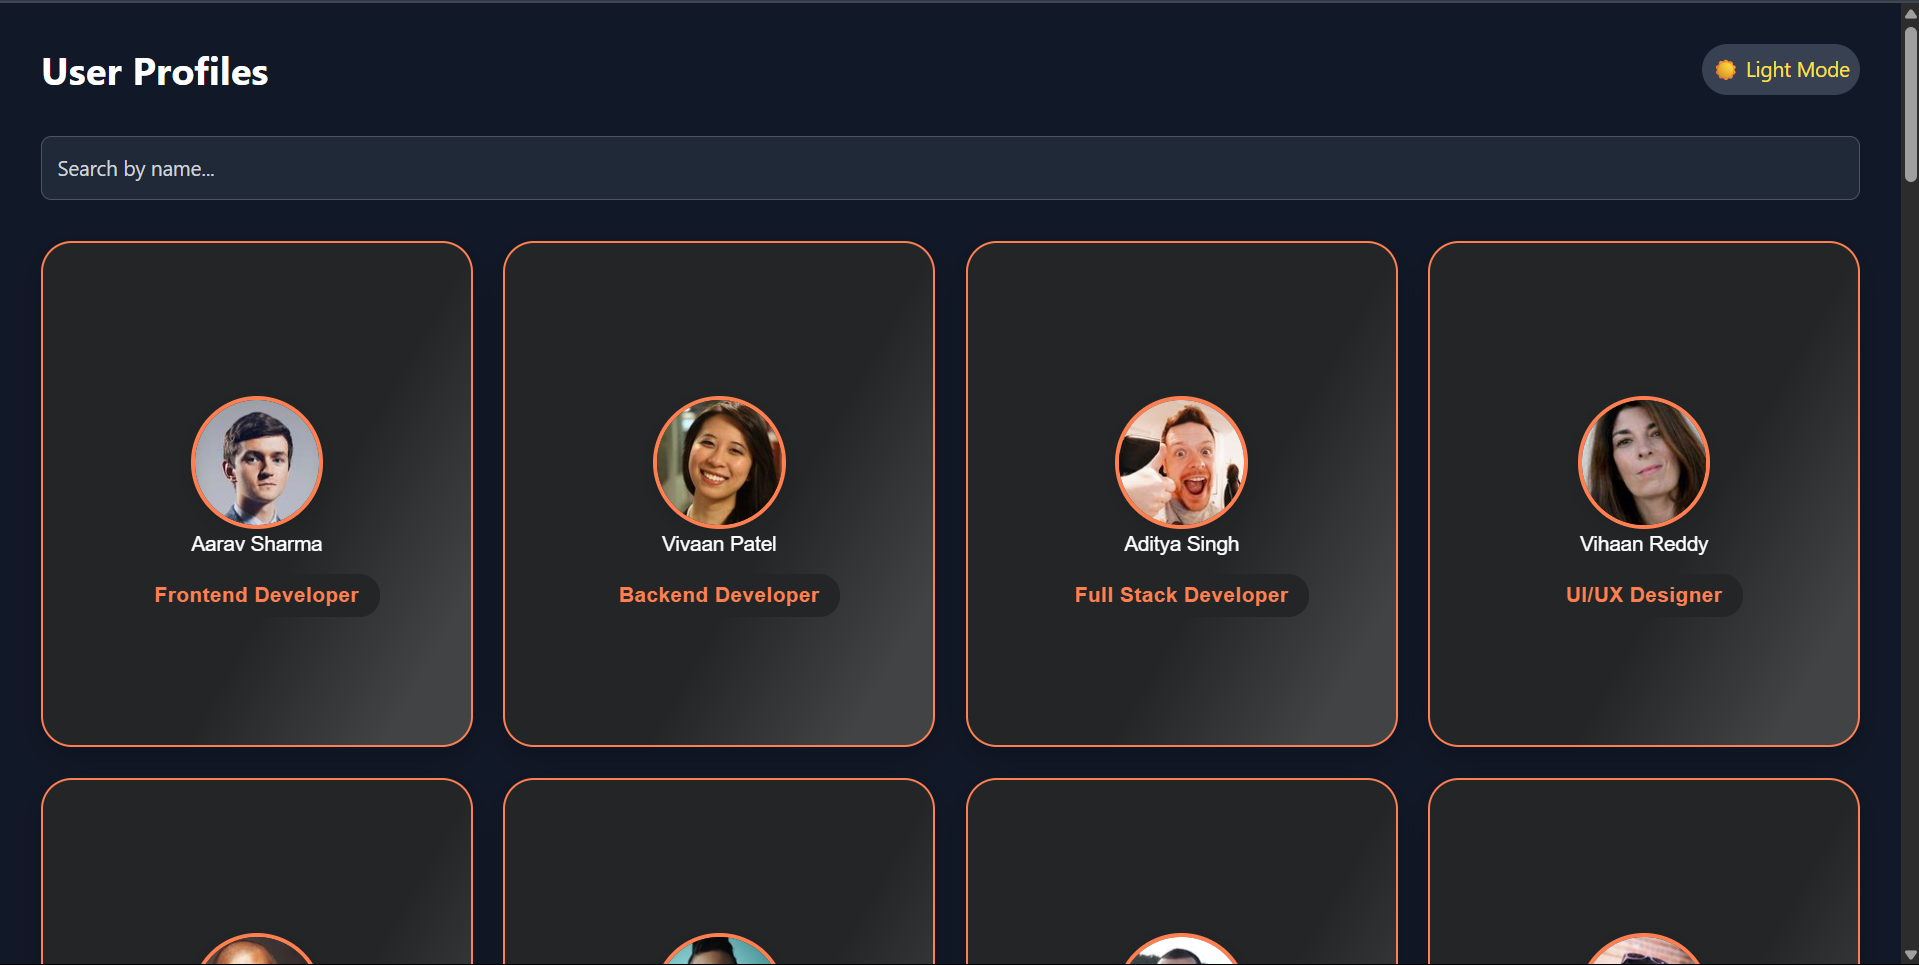 User Profiles
Light Mode
Search by name...
Aarav Sharma
Frontend Developer
Vivaan Patel
Backend Developer
Aditya Singh
Full Stack Developer
Vihaan Reddy
UI/UX Designer